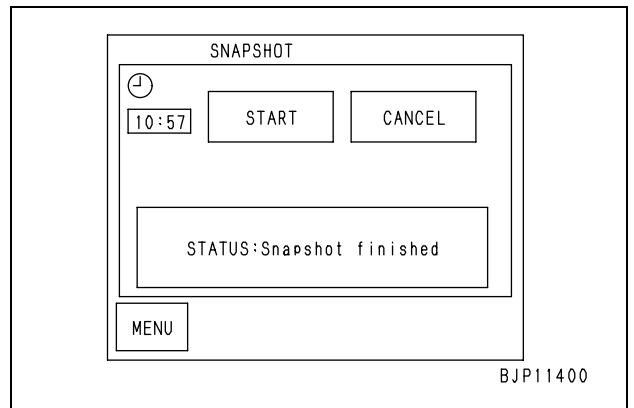 SNAPSHOT
10:57
START
CANCEL
STATUS:Snapshot finished
MENU
BJP11400